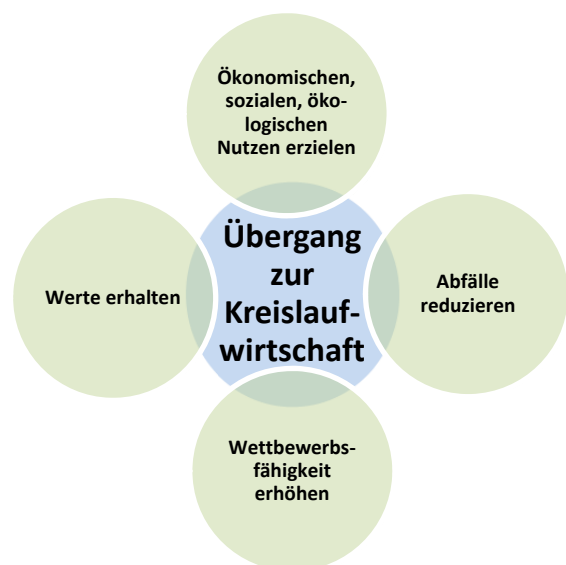 Ökonomischen,
sozialen, öko-
logischen
Nutzen erzielen
Übergang
zur
Kreislauf-
wirtschaft
Werte erhalten
Abfälle
reduzieren
Wettbewerbs-
fähigkeit
erhöhen